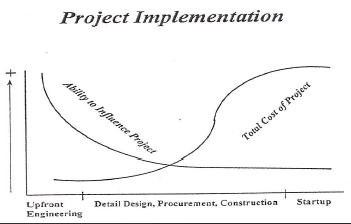 Project Implementation
+
Ability to Influence Project
Total Cost of Project
Upfront
Engineering
Detail Design, Procurement, Construction
Startup